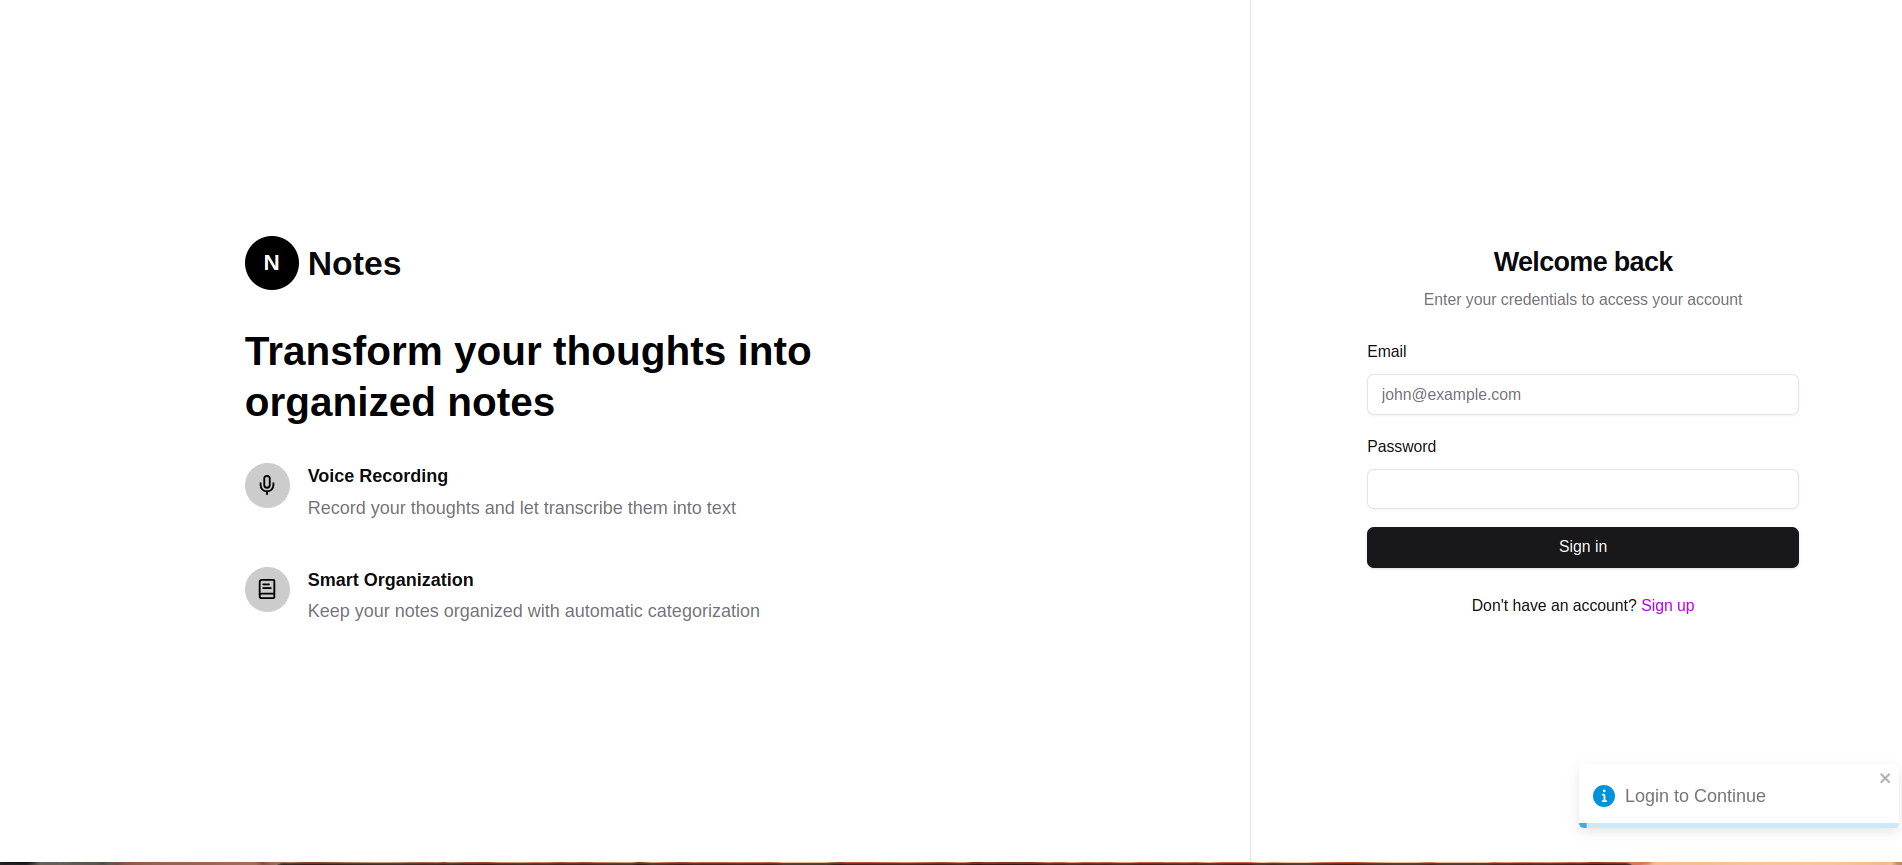 N
Notes
Transform your thoughts into
organized notes
Voice Recording
Record your thoughts and let transcribe them into text
Smart Organization
Keep your notes organized with automatic categorization
Welcome back
Enter your credentials to access your account
Email
john@example.com
Password
Sign in
Don't have an account? Sign up
Login to Continue